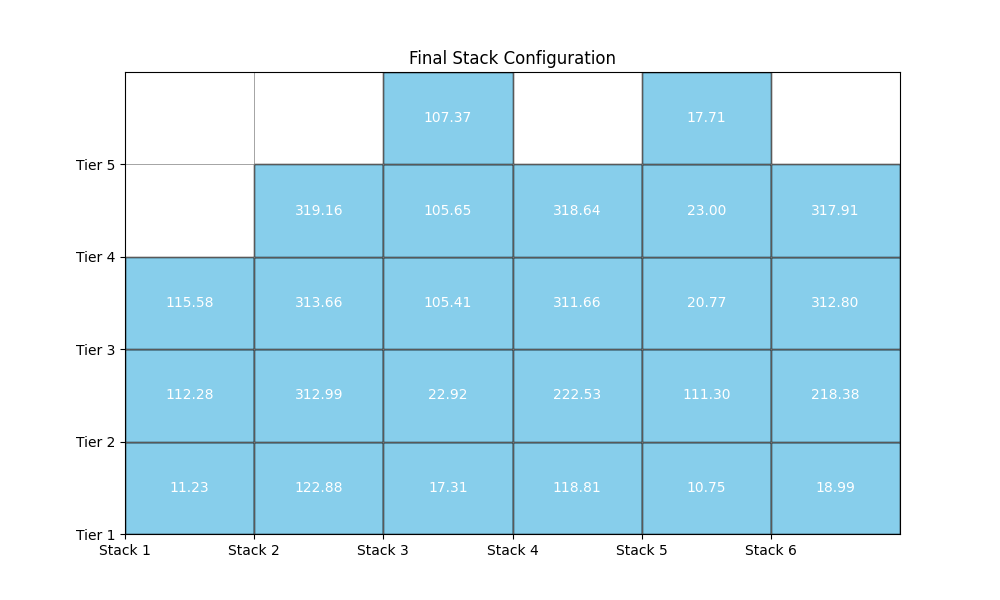 Final Stack Configuration
107.37 17.71
Tier 5
319.16 105.65 318.64 23.00 317.91
Tier 4
115.58 313.66 105.41 311.66 20.77 312.80
Tier 3
112.28 312.99 22.92 222.53 111.30 218.38
Tier 2
11.23 122.88 17.31 118.81 10.75 18.99
Tier 1
Stack 1 Stack 2 Stack 3 Stack 4 Stack 5 Stack 6